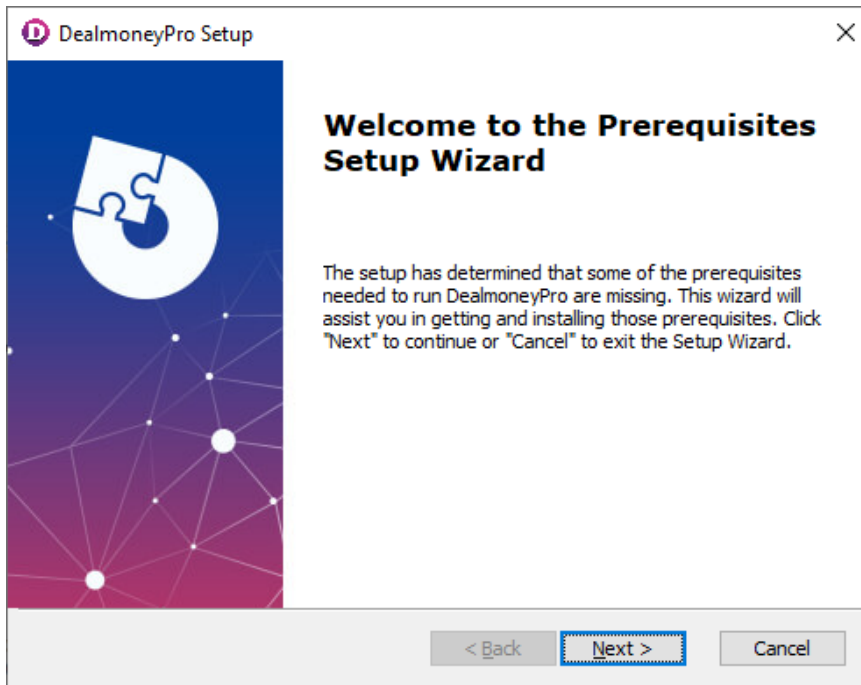 DealmoneyPro Setup
Welcome to the Prerequisites
Setup Wizard
The setup has determined that some of the prerequisites
needed to run DealmoneyPro are missing. This wizard will
assist you in getting and installing those prerequisites. Click
"Next" to continue or "Cancel" to exit the Setup Wizard.
< Back
Next >
Cancel